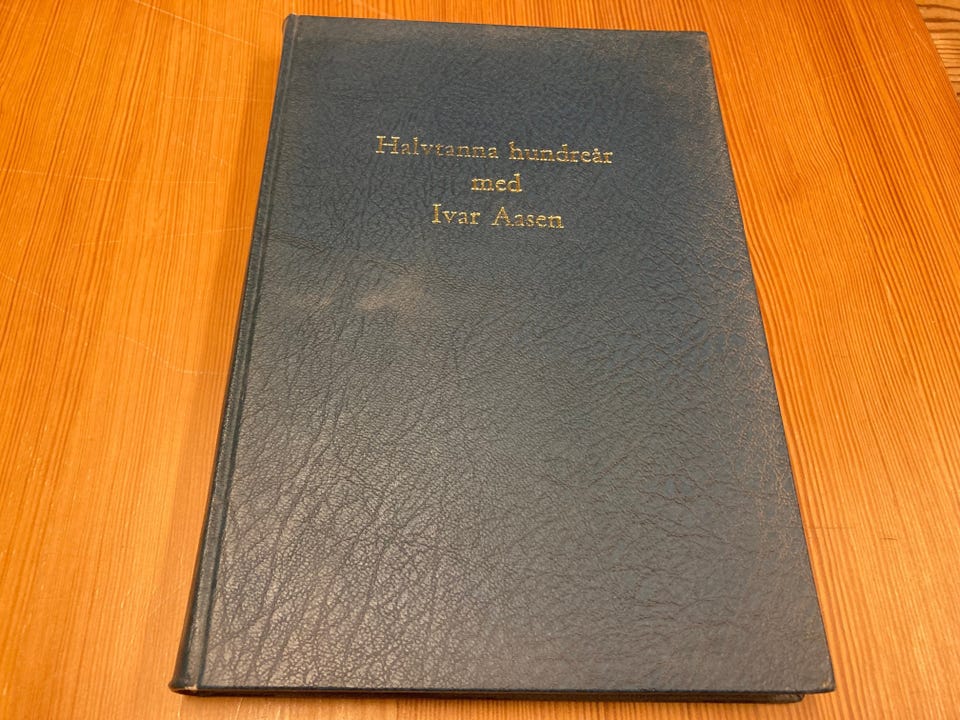 Halvtanna hundreår
med
Ivar Aasen